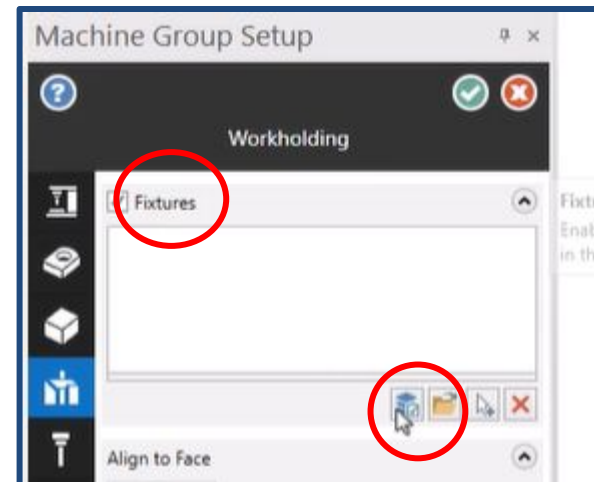 Machine Group Setup
Workholding
Fixtures
Align to Face